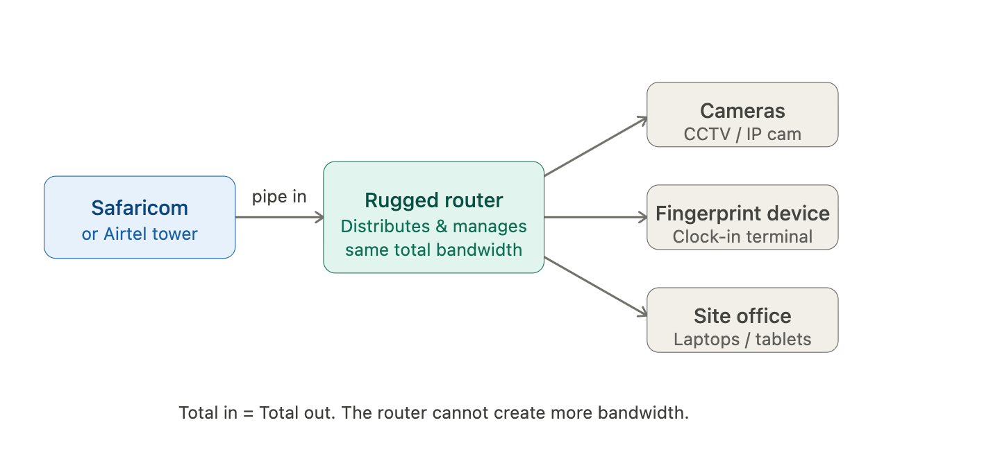 Safaricom
or Airtel tower
pipe in
Rugged router
Distributes & manages
same total bandwidth
Cameras
CCTV / IP cam
Fingerprint device
Clock-in terminal
Site office
Laptops / tablets
Total in = Total out. The router cannot create more bandwidth.